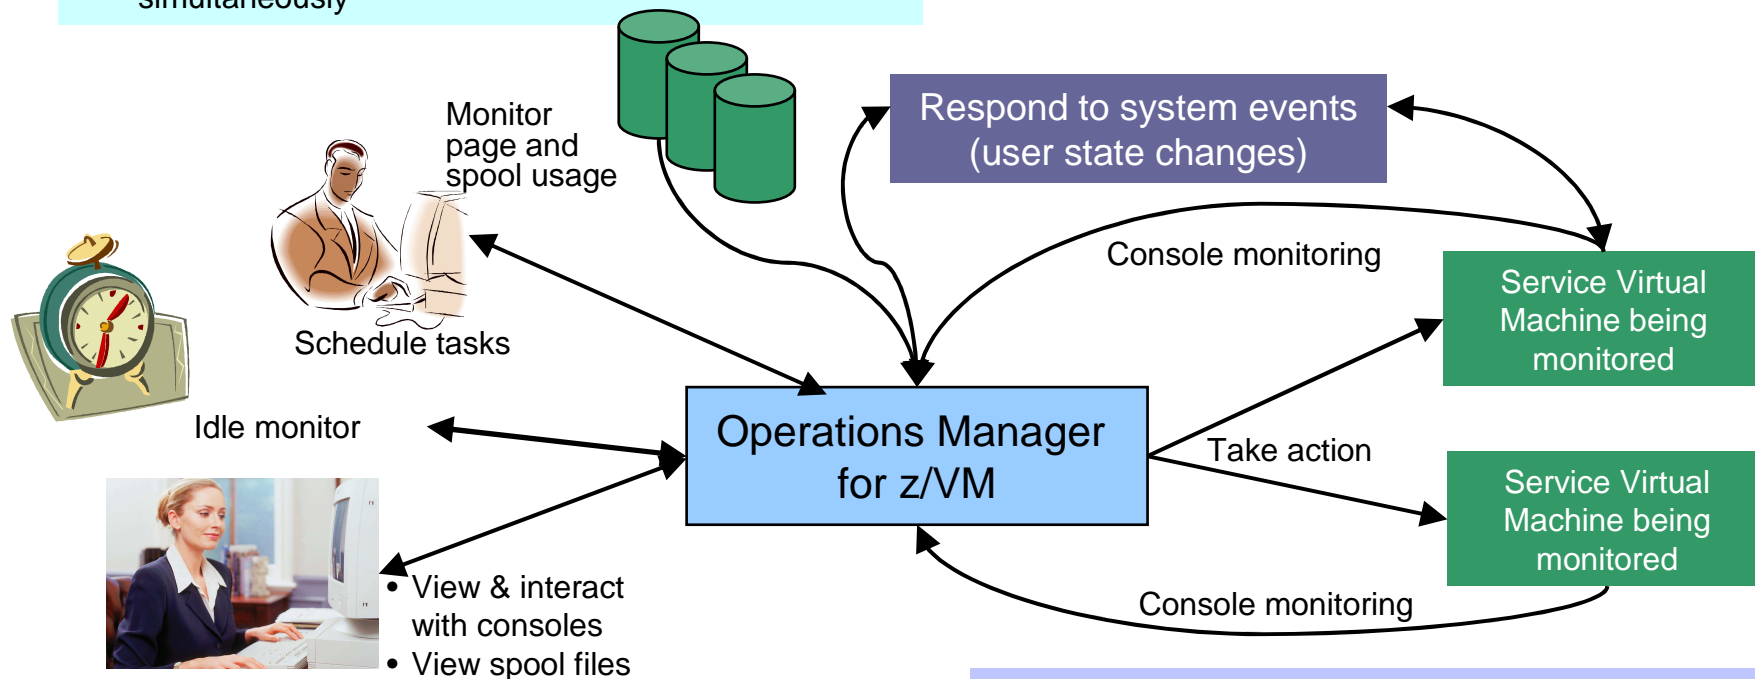 simultaneously
Monitor
page and
spool usage
Respond to system events
(user state changes)
Console monitoring
Service Virtual
Machine being
monitored
Schedule tasks
Idle monitor
Operations Manager
for z/VM
Take action
Service Virtual
Machine being
monitored
• View & interact
with consoles
• View spool files
Console monitoring